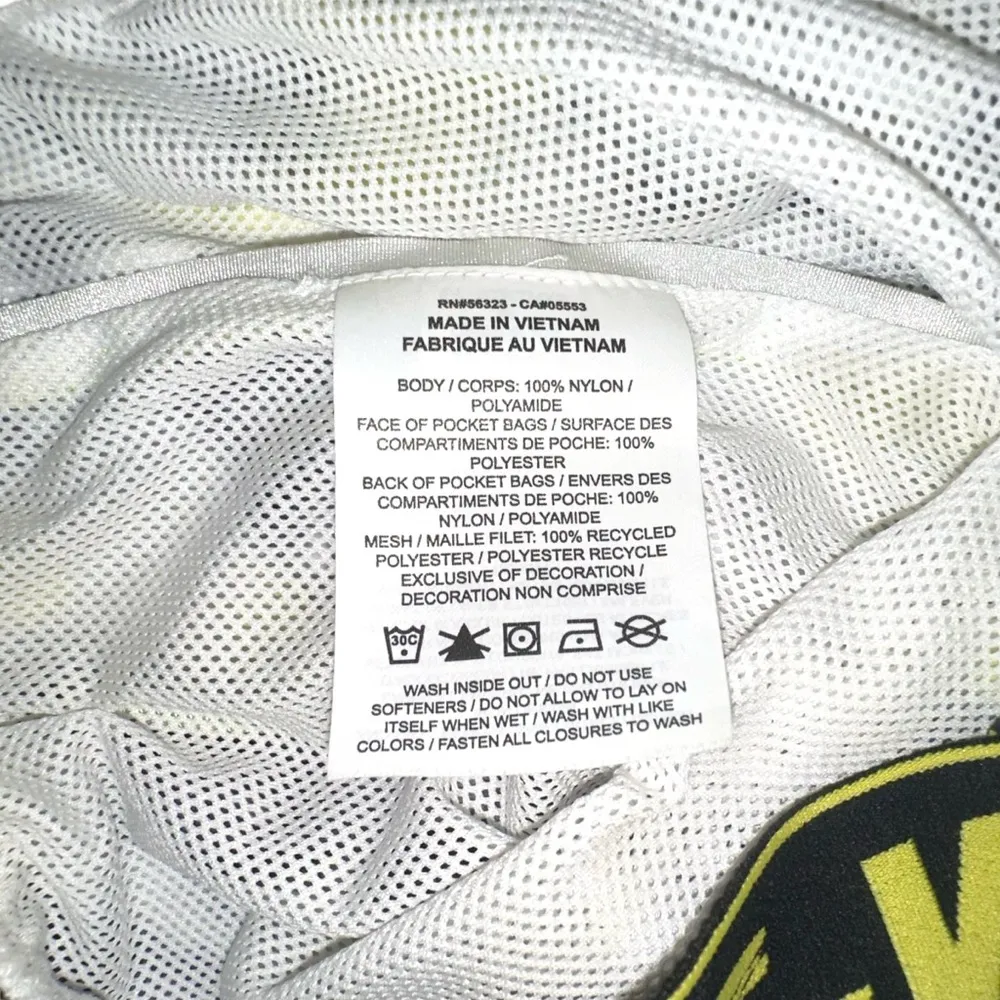 RN#56323 - CA#05553
MADE IN VIETNAM
FABRIQUE AU VIETNAM
BODY / CORPS: 100% NYLON /
POLYAMIDE
FACE OF POCKET BAGS / SURFACE DES
COMPARTIMENTS DE POCHE: 100%
POLYESTER
BACK OF POCKET BAGS / ENVERS DES
COMPARTIMENTS DE POCHE: 100%
NYLON / POLYAMIDE
MESH / MAILLE FILET: 100% RECYCLED
POLYESTER / POLYESTER RECYCLE
EXCLUSIVE OF DECORATION /
DECORATION NON COMPRISE
30C
WASH INSIDE OUT / DO NOT USE
SOFTENERS / DO NOT ALLOW TO LAY ON
ITSELF WHEN WET / WASH WITH LIKE
COLORS / FASTEN ALL CLOSURES TO WASH